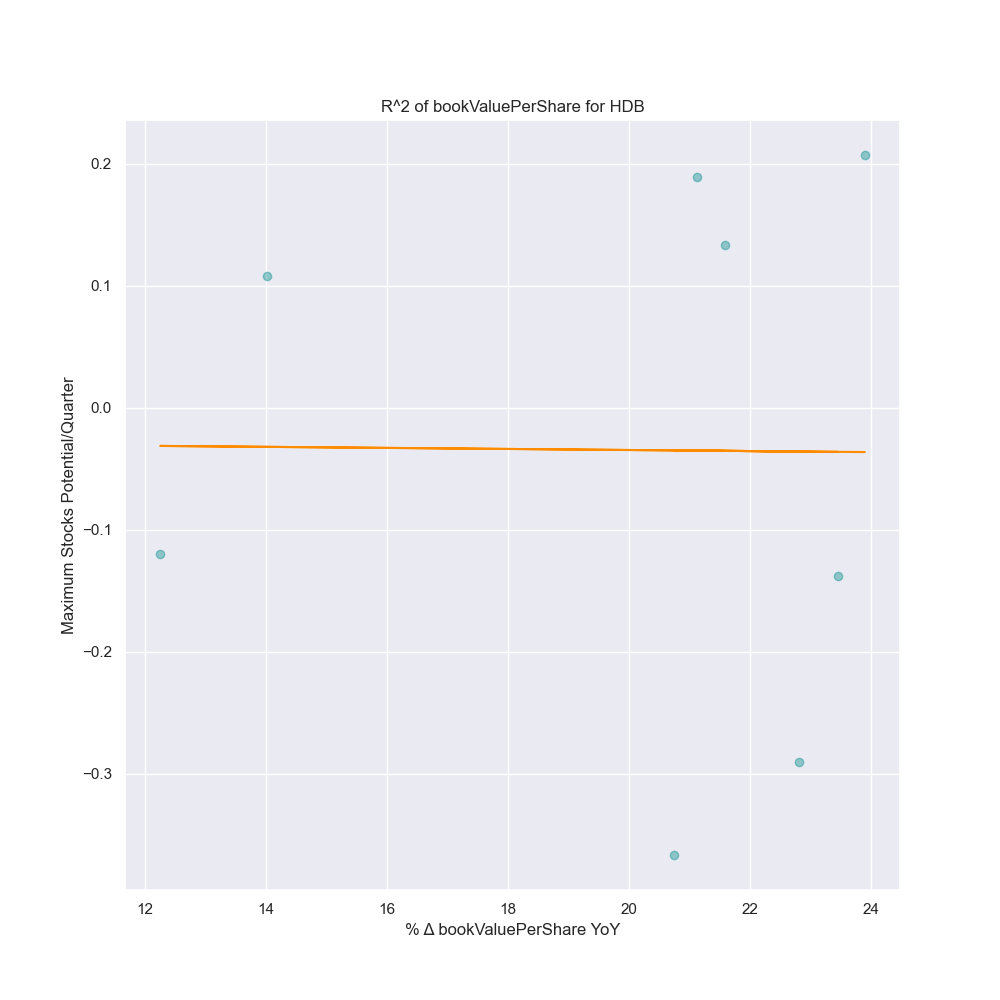 R^2 of bookValuePerShare for HDB
Maximum Stocks Potential/Quarter
0.2
0.1
0.0
−0.1
−0.2
−0.3
12 14 16 18 20 22 24
% Δ bookValuePerShare YoY